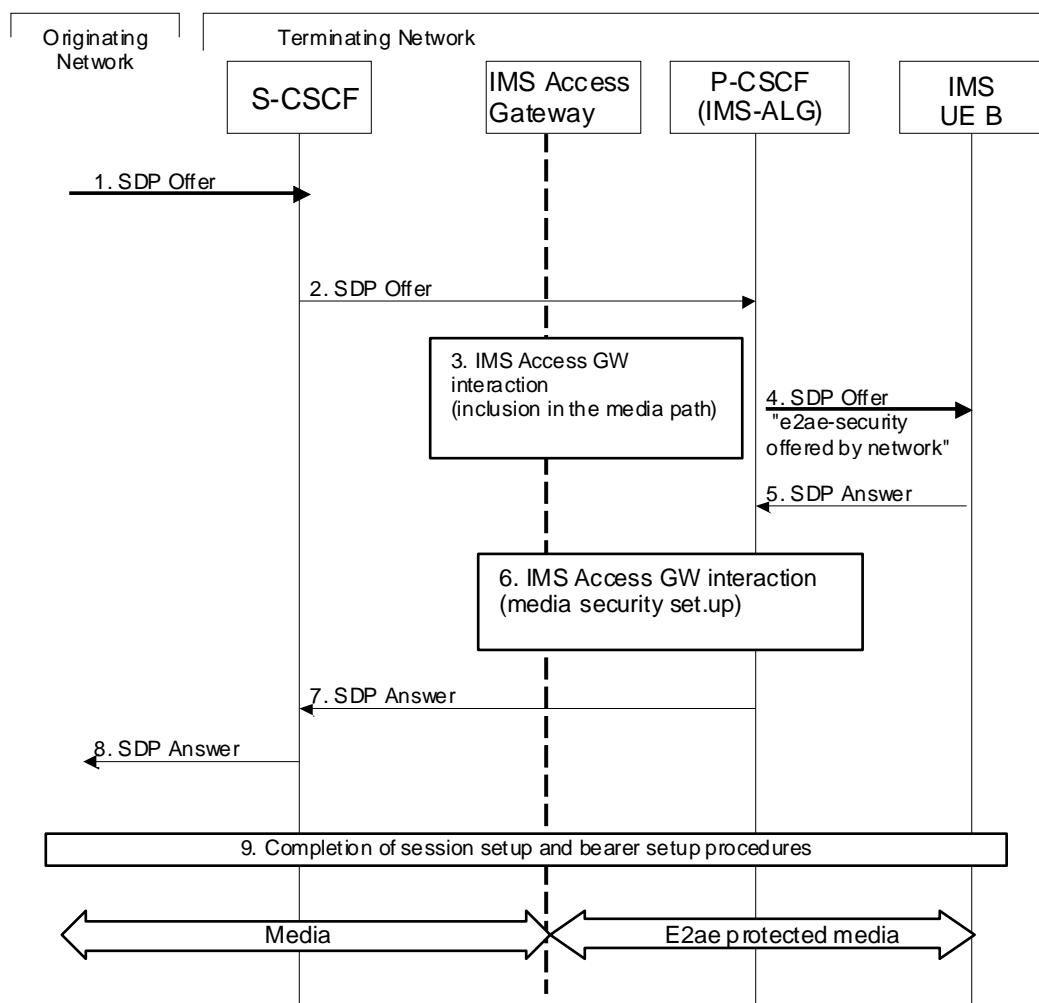 Originating
Network
Terminating Network
S-CSCF
IMS Access
Gateway
P-CSCF
(IMS-ALG)
IMS
UE B
1. SDP Offer
2. SDP Offer
3. IMS Access GW
interaction
(inclusion in the media path)
4. SDP Offer
"e2ae-security
offered by network"
5. SDP Answer
6. IMS Access GW interaction
(media security set.up)
7. SDP Answer
8. SDP Answer
9. Completion of session setup and bearer setup procedures
Media
E2ae protected media